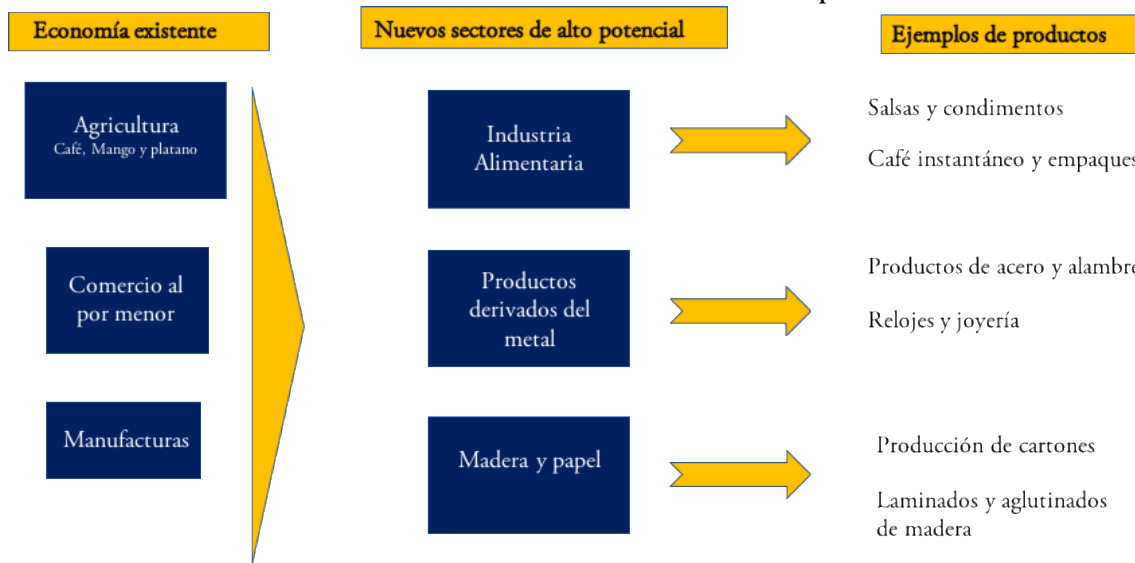 Economía existente
Nuevos sectores de alto potencial
Ejemplos de productos
Agricultura
Café, Mango y platano
Comercio al
por menor
Manufacturas
Industria
Alimentaria
Productos
derivados del
metal
Madera y papel
Salsas y condimentos
Café instantáneo y empaques
Productos de acero y alambre
Relojes y joyería
Producción de cartones
Laminados y aglutinados
de madera